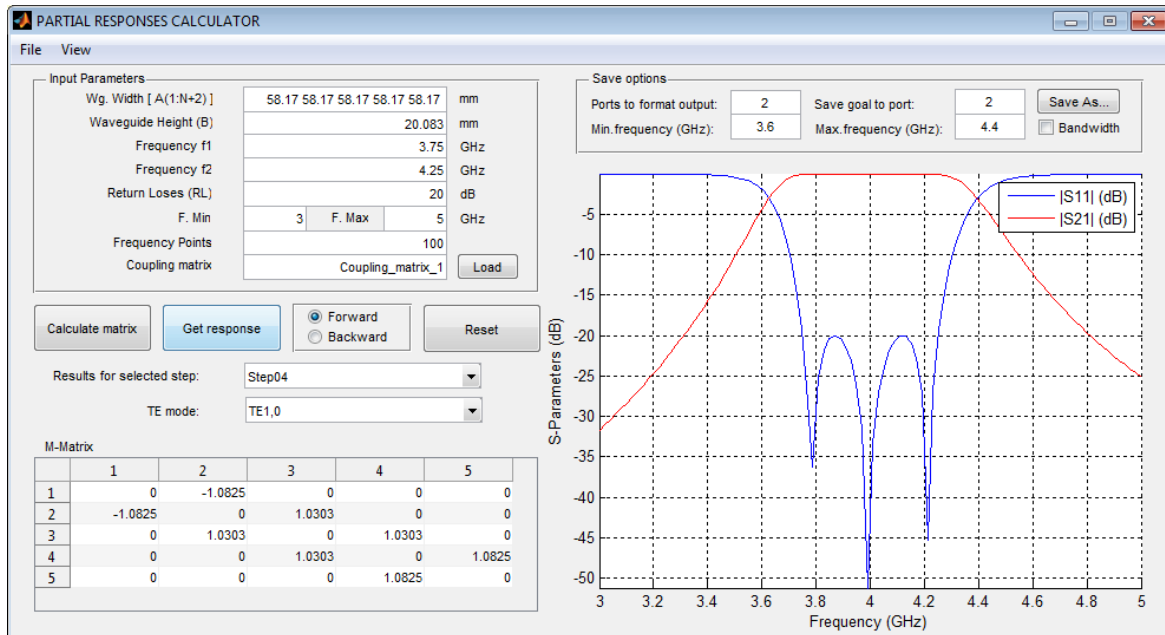 PARTIAL RESPONSES CALCULATOR
File View
Input Parameters
Wg. Width [ A(1:N+2) ] 58.17 58.17 58.17 58.17 58.17 mm
Waveguide Height (B) 20.083 mm
Frequency f1 3.75 GHz
Frequency f2 4.25 GHz
Return Loses (RL) 20 dB
F. Min 3 F. Max 5 GHz
Frequency Points 100
Coupling matrix Coupling_matrix_1 Load
Calculate matrix Get response Forward Backward Reset
Results for selected step: Step04
TE mode: TE1,0
M-Matrix
1 2 3 4 5
1 0 -1.0825 0 0 0
2 -1.0825 0 1.0303 0 0
3 0 1.0303 0 1.0303 0
4 0 0 1.0303 0 1.0825
5 0 0 0 1.0825 0
Save options
Ports to format output: 2 Save goal to port: 2 Save As...
Min.frequency (GHz): 3.6 Max.frequency (GHz): 4.4 Bandwidth
|S11| (dB)
|S21| (dB)
S-Parameters (dB)
-5
-10
-15
-20
-25
-30
-35
-40
-45
-50
3 3.2 3.4 3.6 3.8 4 4.2 4.4 4.6 4.8 5
Frequency (GHz)